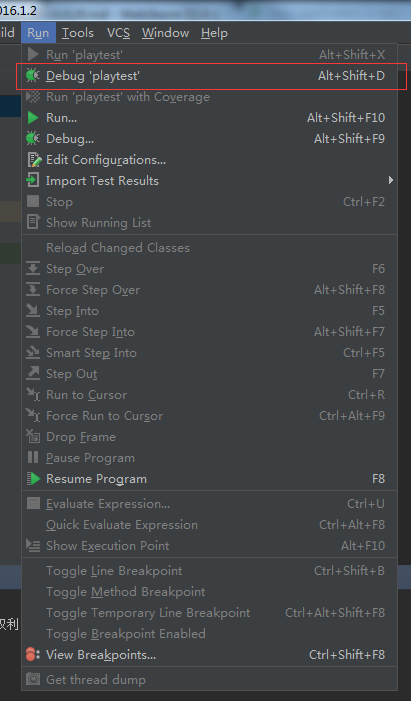 2016.1.2
ild Run Tools VCS Window Help
Run 'playtest' Alt+Shift+X
Debug 'playtest' Alt+Shift+D
Run 'playtest' with Coverage
Run... Alt+Shift+F10
Debug... Alt+Shift+F9
Edit Configurations...
Import Test Results
Stop Ctrl+F2
Show Running List
Reload Changed Classes
Step Over F6
Force Step Over Alt+Shift+F8
Step Into F5
Force Step Into Alt+Shift+F7
Smart Step Into Ctrl+F5
Step Out F7
Run to Cursor Ctrl+R
Force Run to Cursor Ctrl+Alt+F9
Drop Frame
Pause Program
Resume Program F8
Evaluate Expression... Ctrl+U
Quick Evaluate Expression Ctrl+Alt+F8
Show Execution Point Alt+F10
Toggle Line Breakpoint Ctrl+Shift+B
Toggle Method Breakpoint
Toggle Temporary Line Breakpoint Ctrl+Alt+Shift+F8
Toggle Breakpoint Enabled
权利
View Breakpoints... Ctrl+Shift+F8
Get thread dump